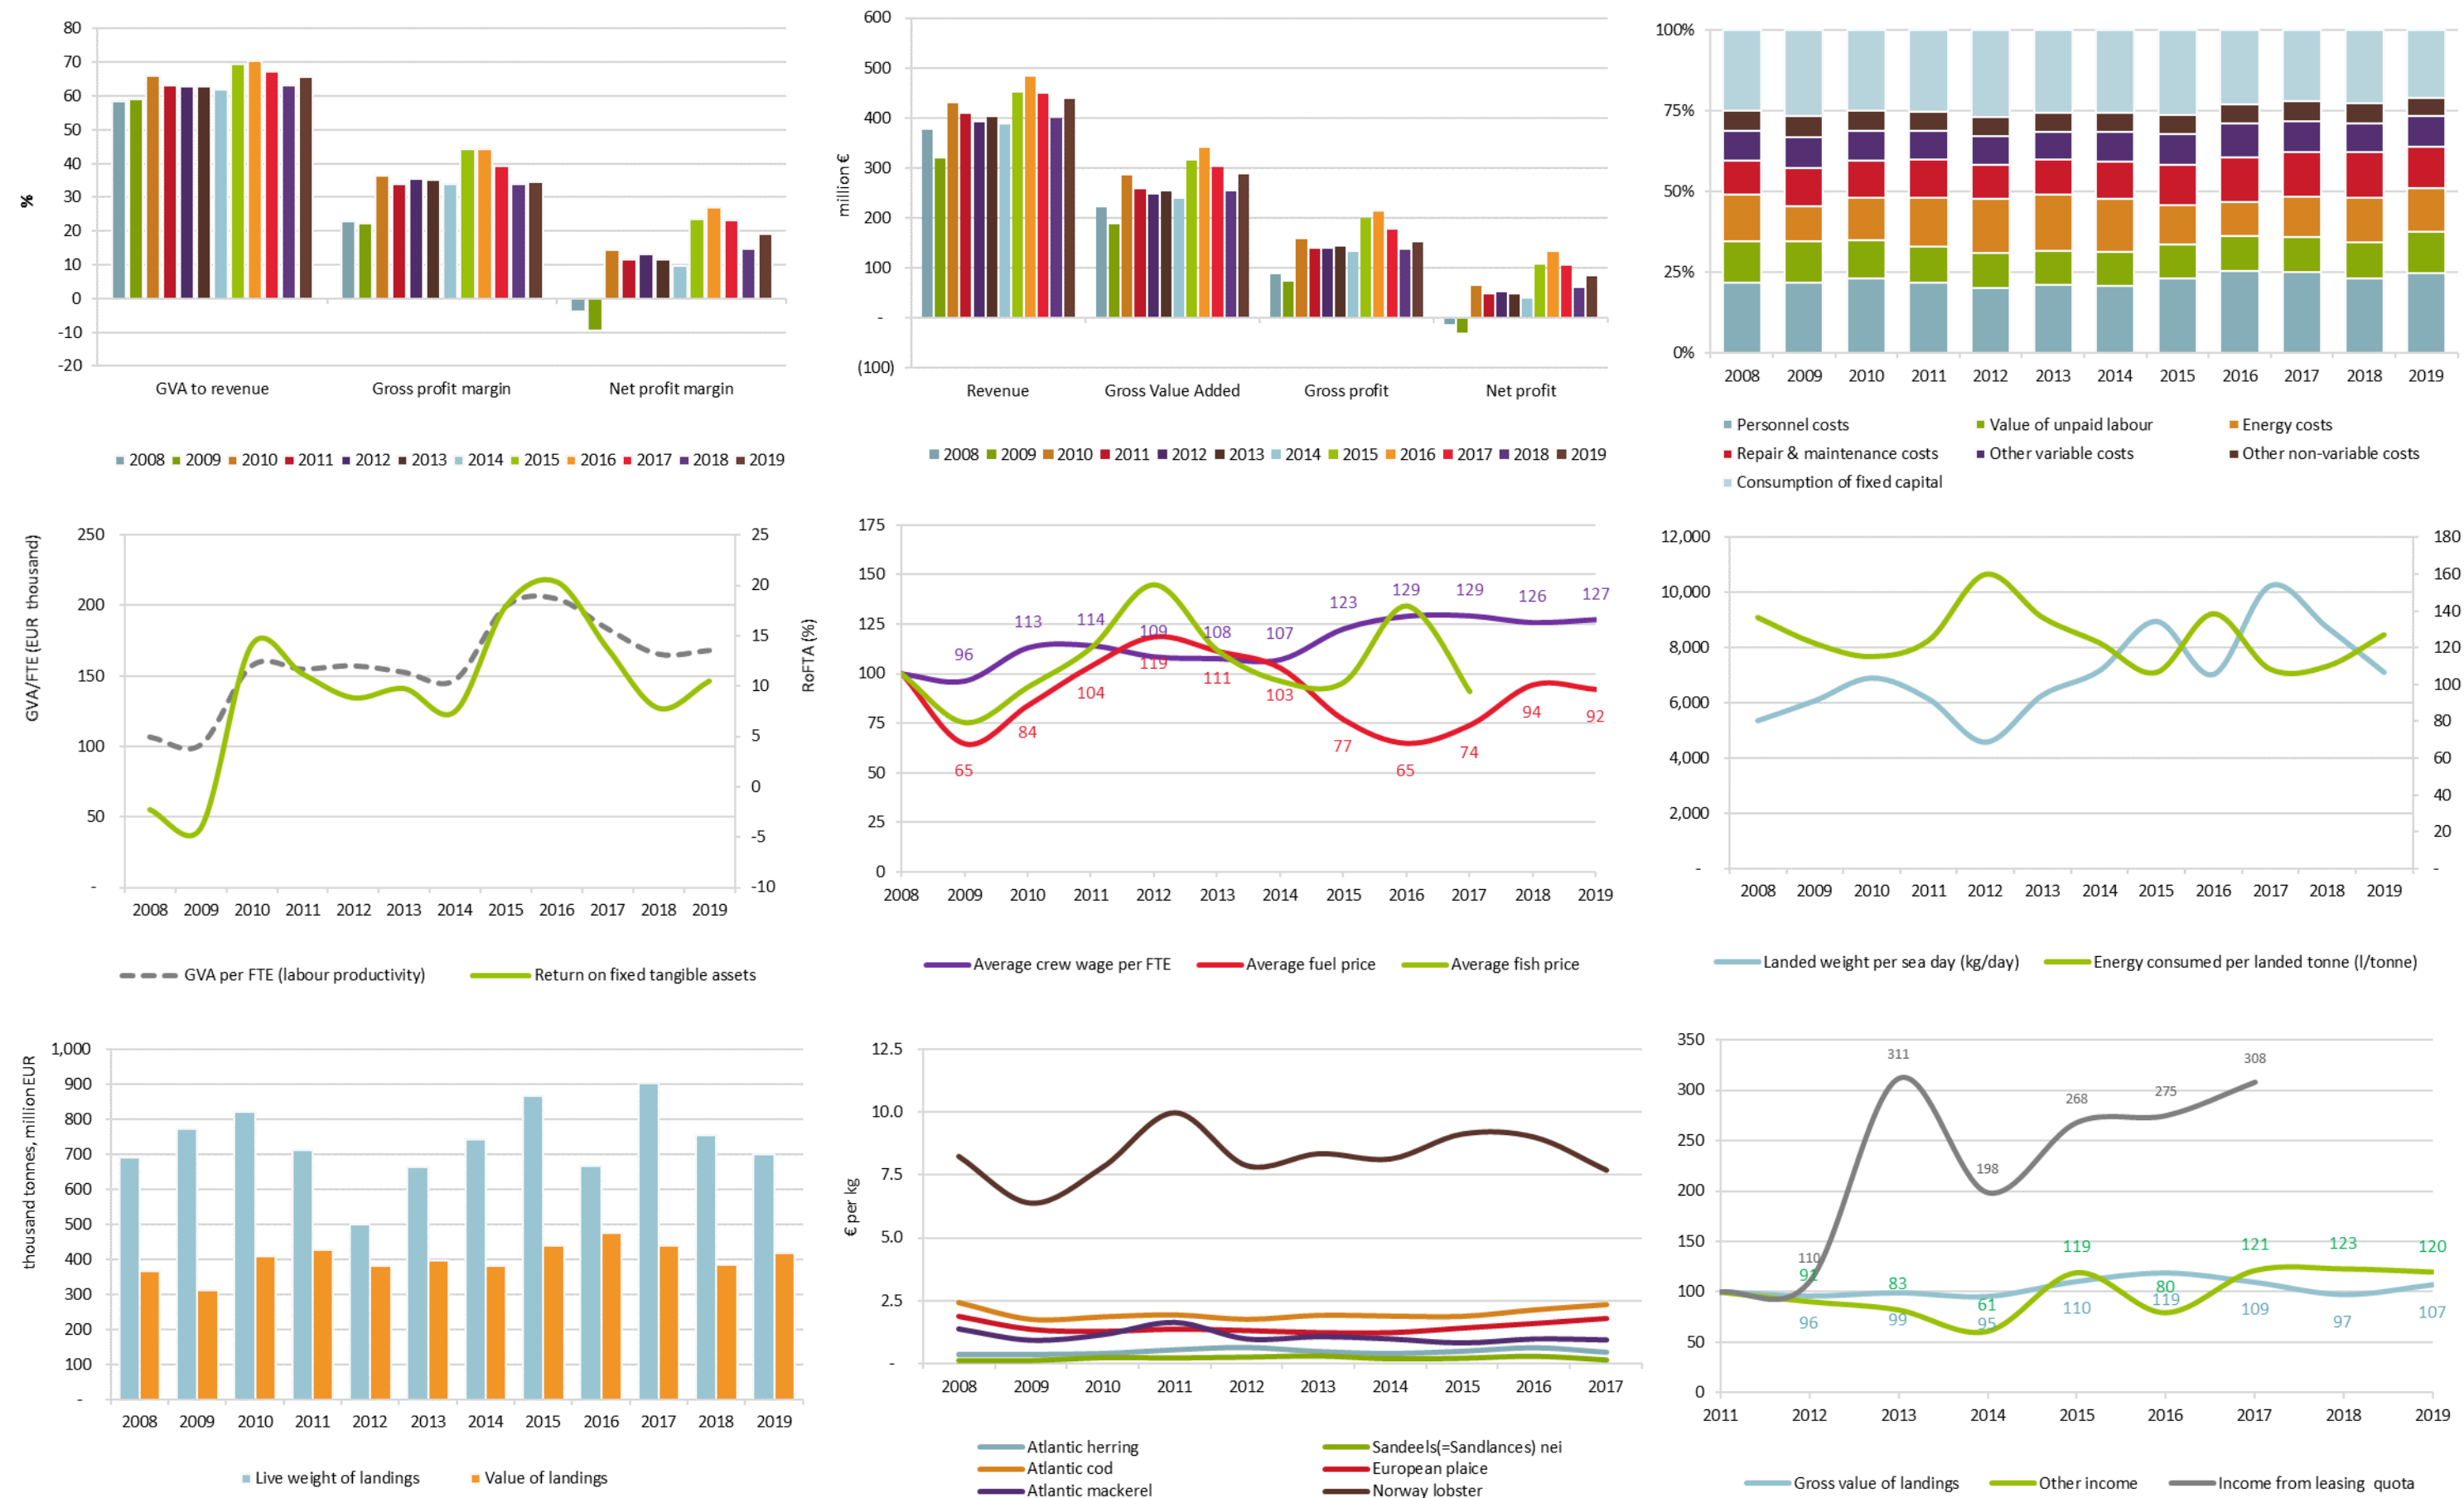 80
70
60
50
40
30
20
10
0
-10
-20
%
GVA to revenue Gross profit margin Net profit margin
2008 2009 2010 2011 2012 2013 2014 2015 2016 2017 2018 2019
600
500
400
300
200
100
-
(100)
million €
Revenue Gross Value Added Gross profit Net profit
2008 2009 2010 2011 2012 2013 2014 2015 2016 2017 2018 2019
100%
75%
50%
25%
0%
2008 2009 2010 2011 2012 2013 2014 2015 2016 2017 2018 2019
Personnel costs Value of unpaid labour Energy costs
Repair & maintenance costs Other variable costs Other non-variable costs
Consumption of fixed capital
GVA/FTE (EUR thousand)
250
200
150
100
50
-
25
20
15
10
5
0
-5
-10
RoFTA (%)
2008 2009 2010 2011 2012 2013 2014 2015 2016 2017 2018 2019
GVA per FTE (labour productivity) Return on fixed tangible assets
175
150
125
100
75
50
25
0
96 113 114 109 108 107 123 129 129 126 127
65 84 104 119 111 103 77 65 74 94 92
2008 2009 2010 2011 2012 2013 2014 2015 2016 2017 2018 2019
Average crew wage per FTE Average fuel price Average fish price
12,000
10,000
8,000
6,000
4,000
2,000
-
180
160
140
120
100
80
60
40
20
-
2008 2009 2010 2011 2012 2013 2014 2015 2016 2017 2018 2019
Landed weight per sea day (kg/day) Energy consumed per landed tonne (l/tonne)
thousand tonnes, millionEUR
1,000
900
800
700
600
500
400
300
200
100
-
2008 2009 2010 2011 2012 2013 2014 2015 2016 2017 2018 2019
Live weight of landings Value of landings
€ per kg
12.5
10.0
7.5
5.0
2.5
-
2008 2009 2010 2011 2012 2013 2014 2015 2016 2017
Atlantic herring Sandeels(=Sandlances) nei
Atlantic cod European plaice
Atlantic mackerel Norway lobster
350
300
250
200
150
100
50
0
110 311 198 268 275 308
91 83 61 119 80 121 123 120
96 99 95 110 119 109 97 107
2011 2012 2013 2014 2015 2016 2017 2018 2019
Gross value of landings Other income Income from leasing quota